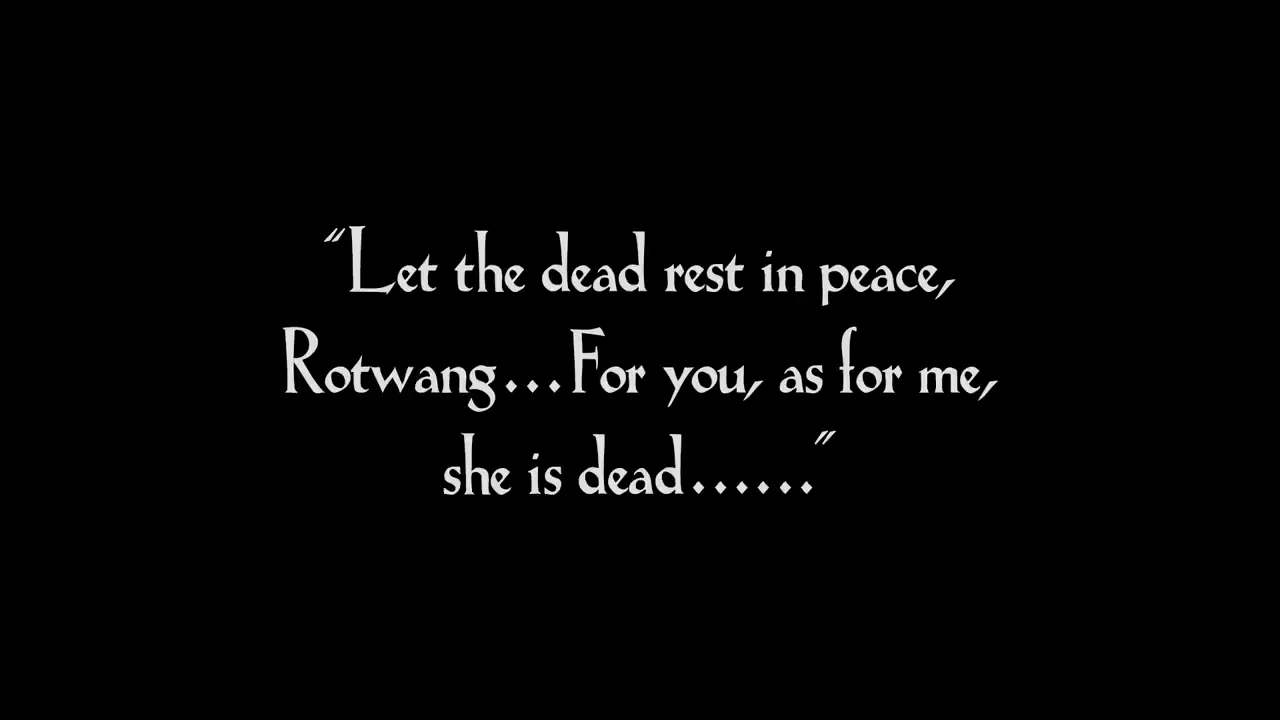 “Let the dead rest in peace,
Rotwang...For you, as for me,
she is dead......”